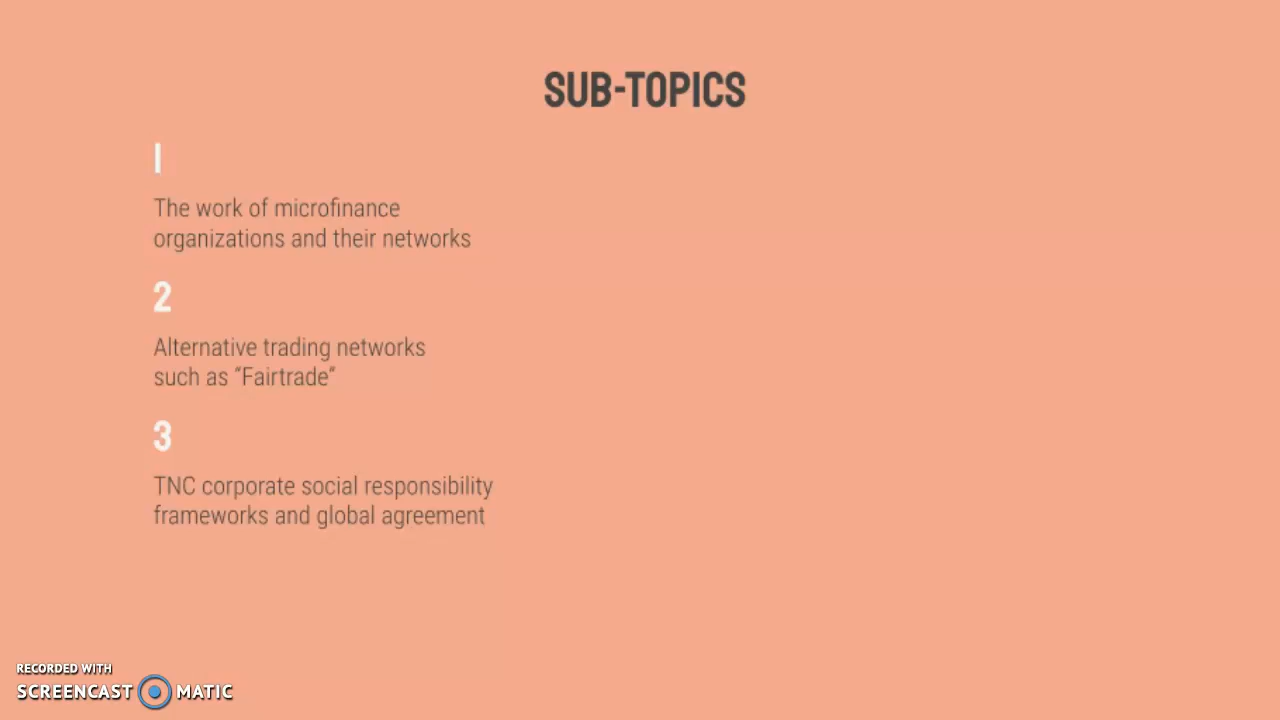 SUB-TOPICS
1
The work of microfinance
organizations and their networks
2
Alternative trading networks
such as “Fairtrade”
3
TNC corporate social responsibility
frameworks and global agreement
RECORDED WITH
SCREENCAST MATIC